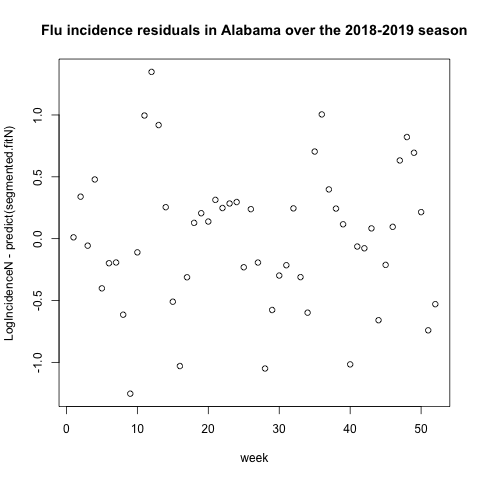 Flu incidence residuals in Alabama over the 2018-2019 season
LogIncidenceN - predict(segmented.fitN)
1.0
0.5
0.0
-0.5
-1.0
0 10 20 30 40 50
week